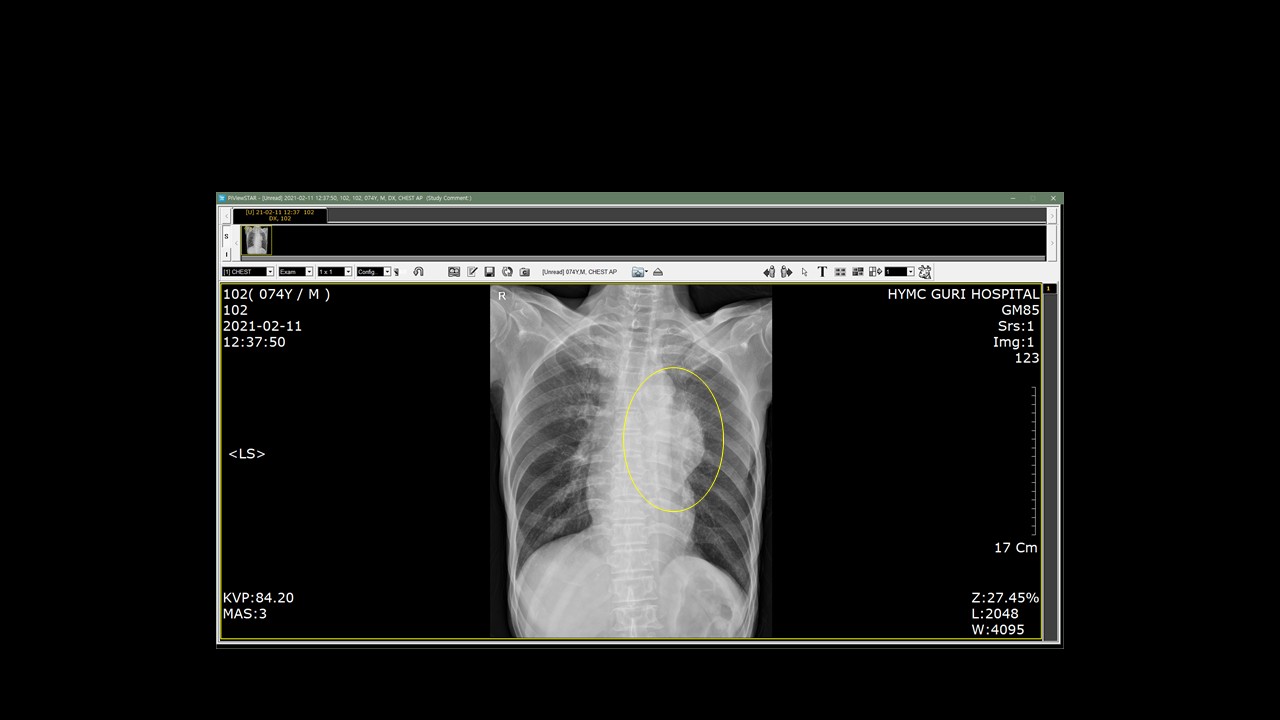 PiViewSTAR - [Unread] 2021-02-11 12:37:50, 102, 102, 074Y, M, DX, CHEST AP (Study Comment:)
[U] 21-02-11 12:37 102
DX, 102
S
I
[1] CHEST
Exam
1 x 1
Config.
[Unread] 074Y,M, CHEST AP
T
1
1
R
102( 074Y / M )
102
2021-02-11
12:37:50
HYMC GURI HOSPITAL
GM85
Srs:1
Img:1
123
<LS>
17 Cm
KVP:84.20
MAS:3
Z:27.45%
L:2048
W:4095